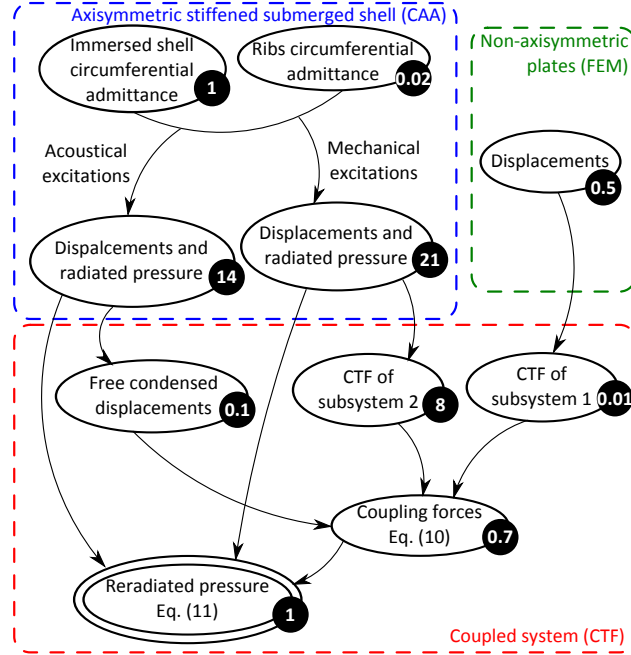 Axisymmetric stiffened submerged shell (CAA)
Immersed shell
circumferential
admittance
1
Ribs circumferential
admittance
0.02
Non-axisymmetric
plates (FEM)
Acoustical
excitations
Mechanical
excitations
Displacements
0.5
Dispalcements and
radiated pressure
14
Displacements and
radiated pressure
21
Free condensed
displacements
0.1
CTF of
subsystem 2
8
CTF of
subsystem 1
0.01
Coupling forces
Eq. (10)
0.7
Reradiated pressure
Eq. (11)
1
Coupled system (CTF)